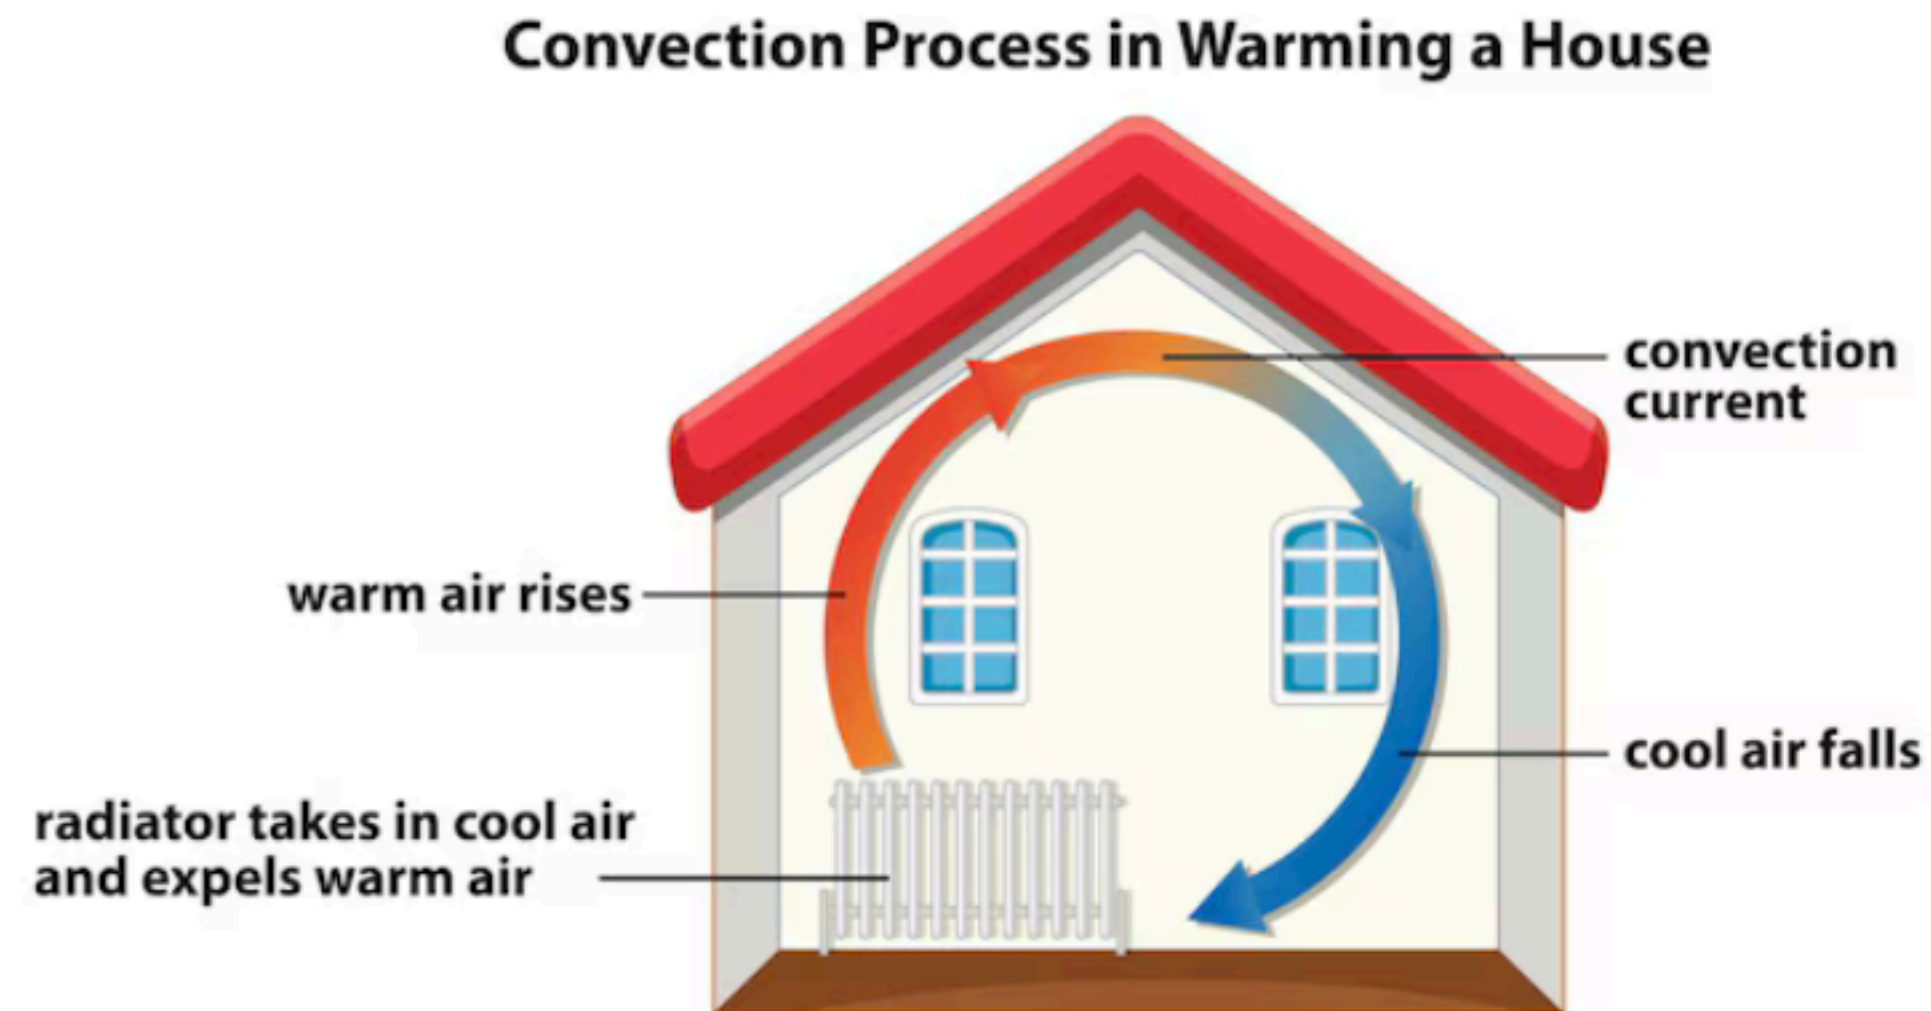 Convection Process in Warming a House
convection
current
warm air rises
cool air falls
radiator takes in cool air
and expels warm air